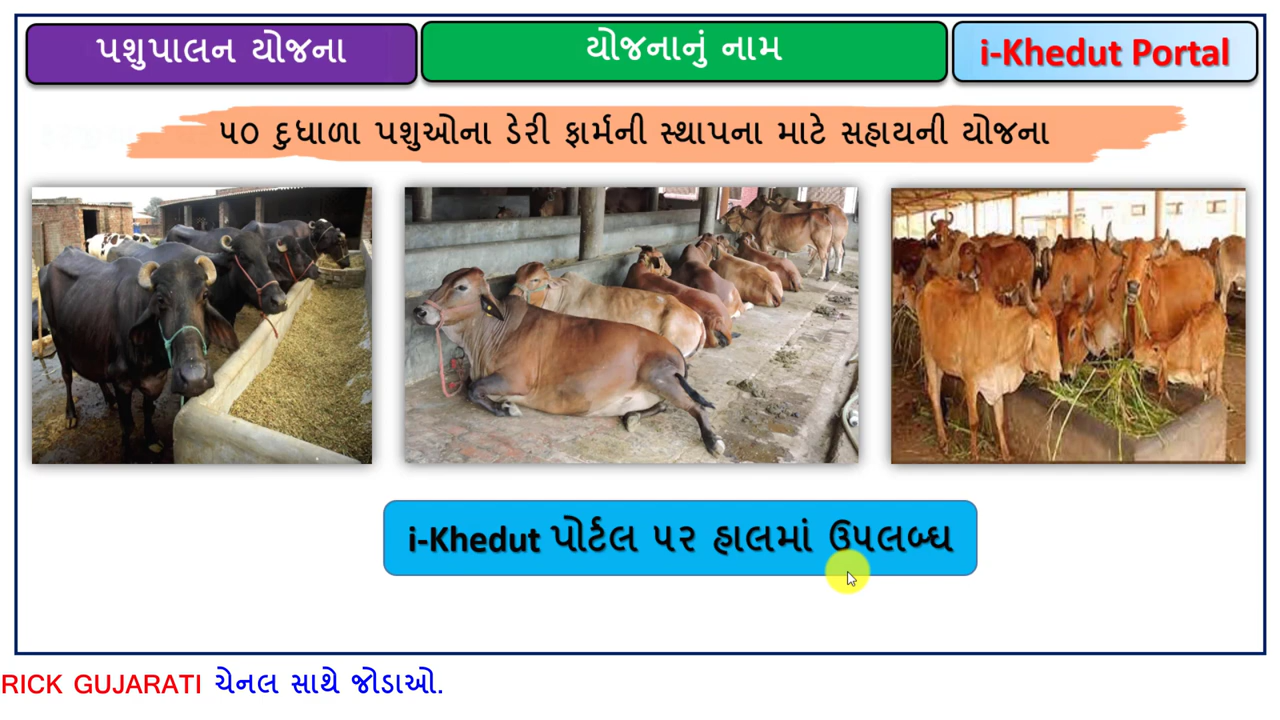 પશુપાલન યોજના
યોજનાનું નામ
i-Khedut Portal
૫૦ દુધાળા પશુઓના ડેરી ફાર્મની સ્થાપના માટે સહાયની યોજના
i-Khedut પોર્ટલ પર હાલમાં ઉપલબ્ધ
RICK GUJARATI ચેનલ સાથે જોડાઓ.